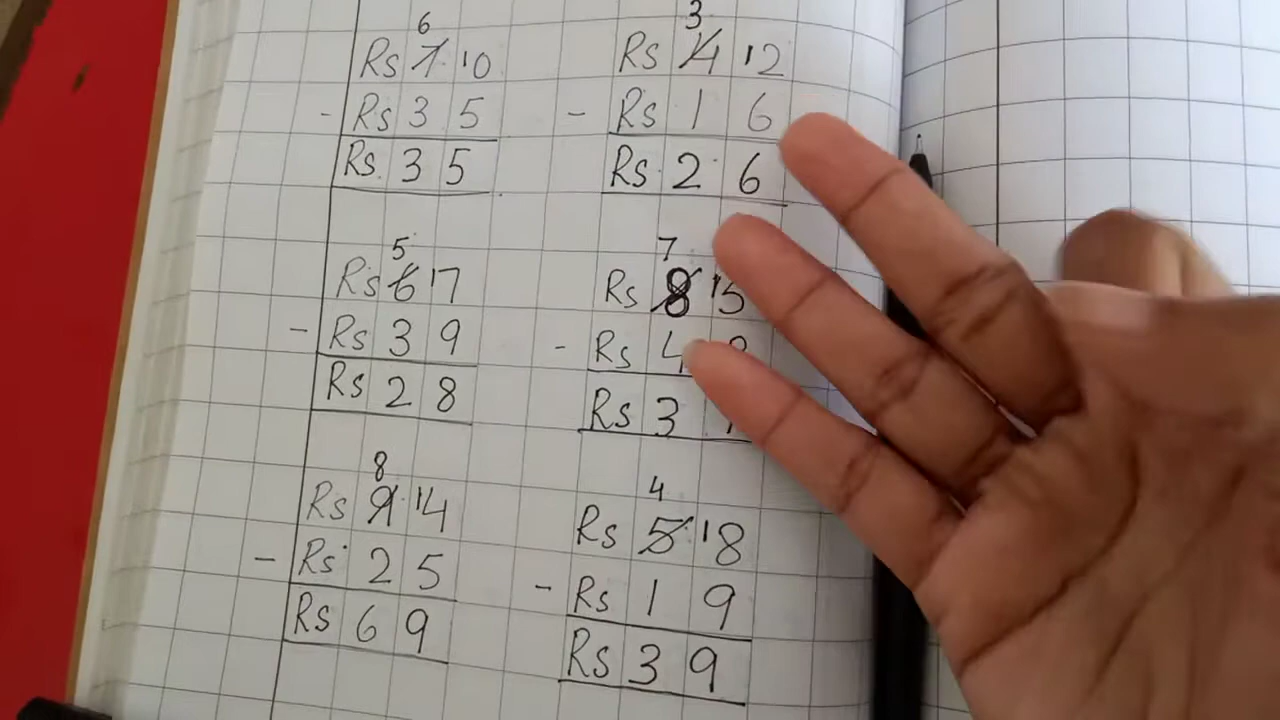 6
Rs 7 10
- Rs 3 5
Rs. 3 5
3
Rs 4 12
- Rs 1 6
Rs 2 6
5
Rs 6 17
- Rs 3 9
Rs 2 8
7
Rs 8 15
- Rs 4
Rs 3
8
Rs 9 14
- Rs 2 5
Rs 6 9
4
Rs 5 18
- Rs 1 9
Rs 3 9